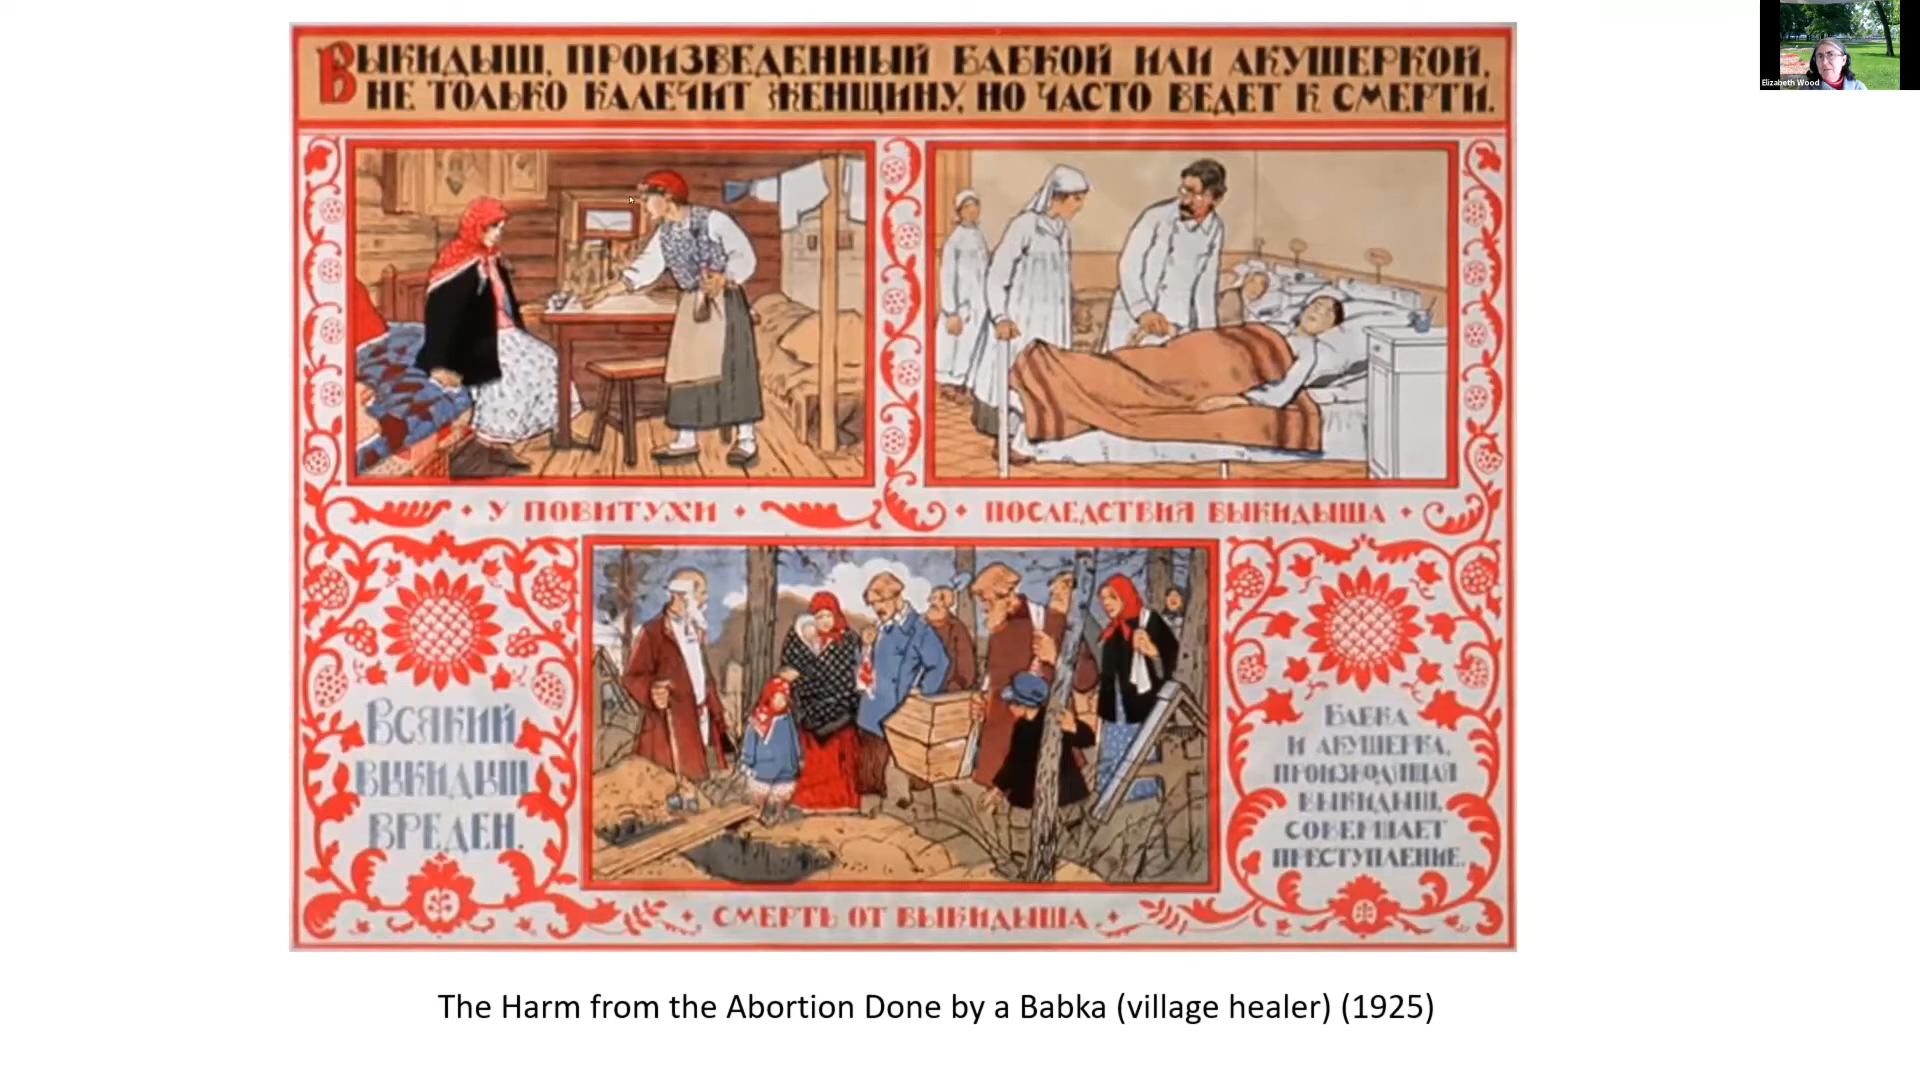 Выкидыш, произведенный бабкой или акушеркой,
не только калечит женщину, но часто ведет к смерти.
Elizabeth Wood
• У ПОВИТУХИ •
• ПОСЛЕДСТВИЯ ВЫКИДЫША •
Всякий
выкидыш
вреден.
Бабка
и акушерка,
производящая
выкидыш,
совершает
преступление.
• СМЕРТЬ ОТ ВЫКИДЫША •
The Harm from the Abortion Done by a Babka (village healer) (1925)